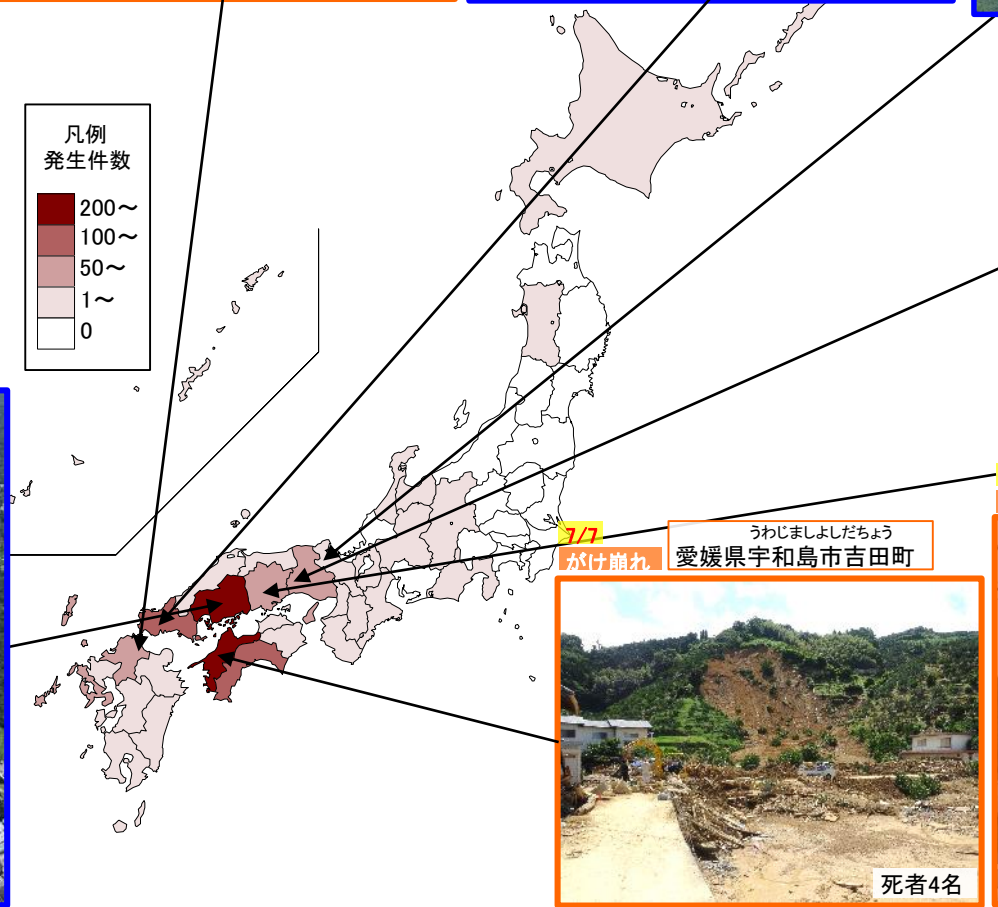 凡例
発生件数
200～
100～
50～
1～
0
7/7
がけ崩れ
うわじましよしだちょう
愛媛県宇和島市吉田町
死者4名